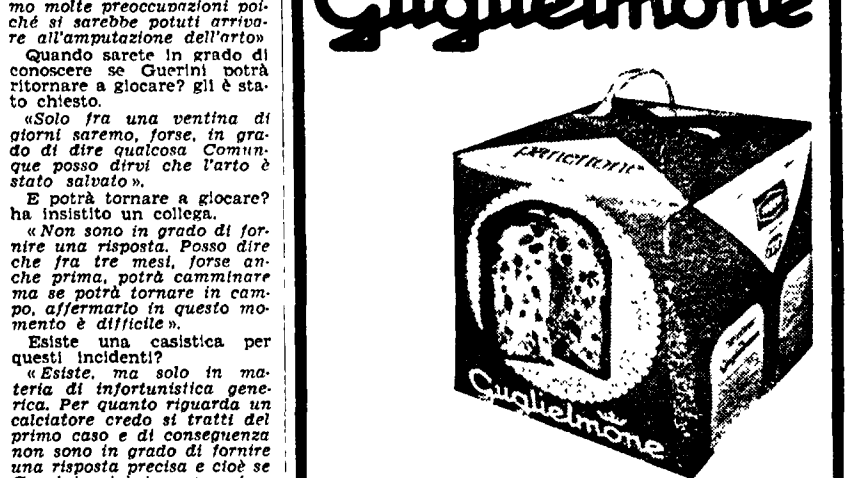 mo molte preoccupazioni poi-
ché si sarebbe potuti arriva-
re all'amputazione dell'arto»
Quando sarete in grado di
conoscere se Guerini potrà
ritornare a giocare? gli è sta-
to chiesto.
«Solo fra una ventina di
giorni saremo, forse, in gra-
do di dire qualcosa Comun-
que posso dirvi che l'arto è
stato salvato».
E potrà tornare a giocare?
ha insistito un collega.
«Non sono in grado di for-
nire una risposta. Posso dire
che fra tre mesi, forse an-
che prima, potrà camminare
ma se potrà tornare in cam-
po, affermarlo in questo mo-
mento è difficile».
Esiste una casistica per
questi incidenti?
«Esiste, ma solo in ma-
teria di infortunistica gene-
rica. Per quanto riguarda un
calciatore credo si tratti del
primo caso e di conseguenza
non sono in grado di fornire
una risposta precisa e cioè se
Guglielmone
panettone
Guglielmone